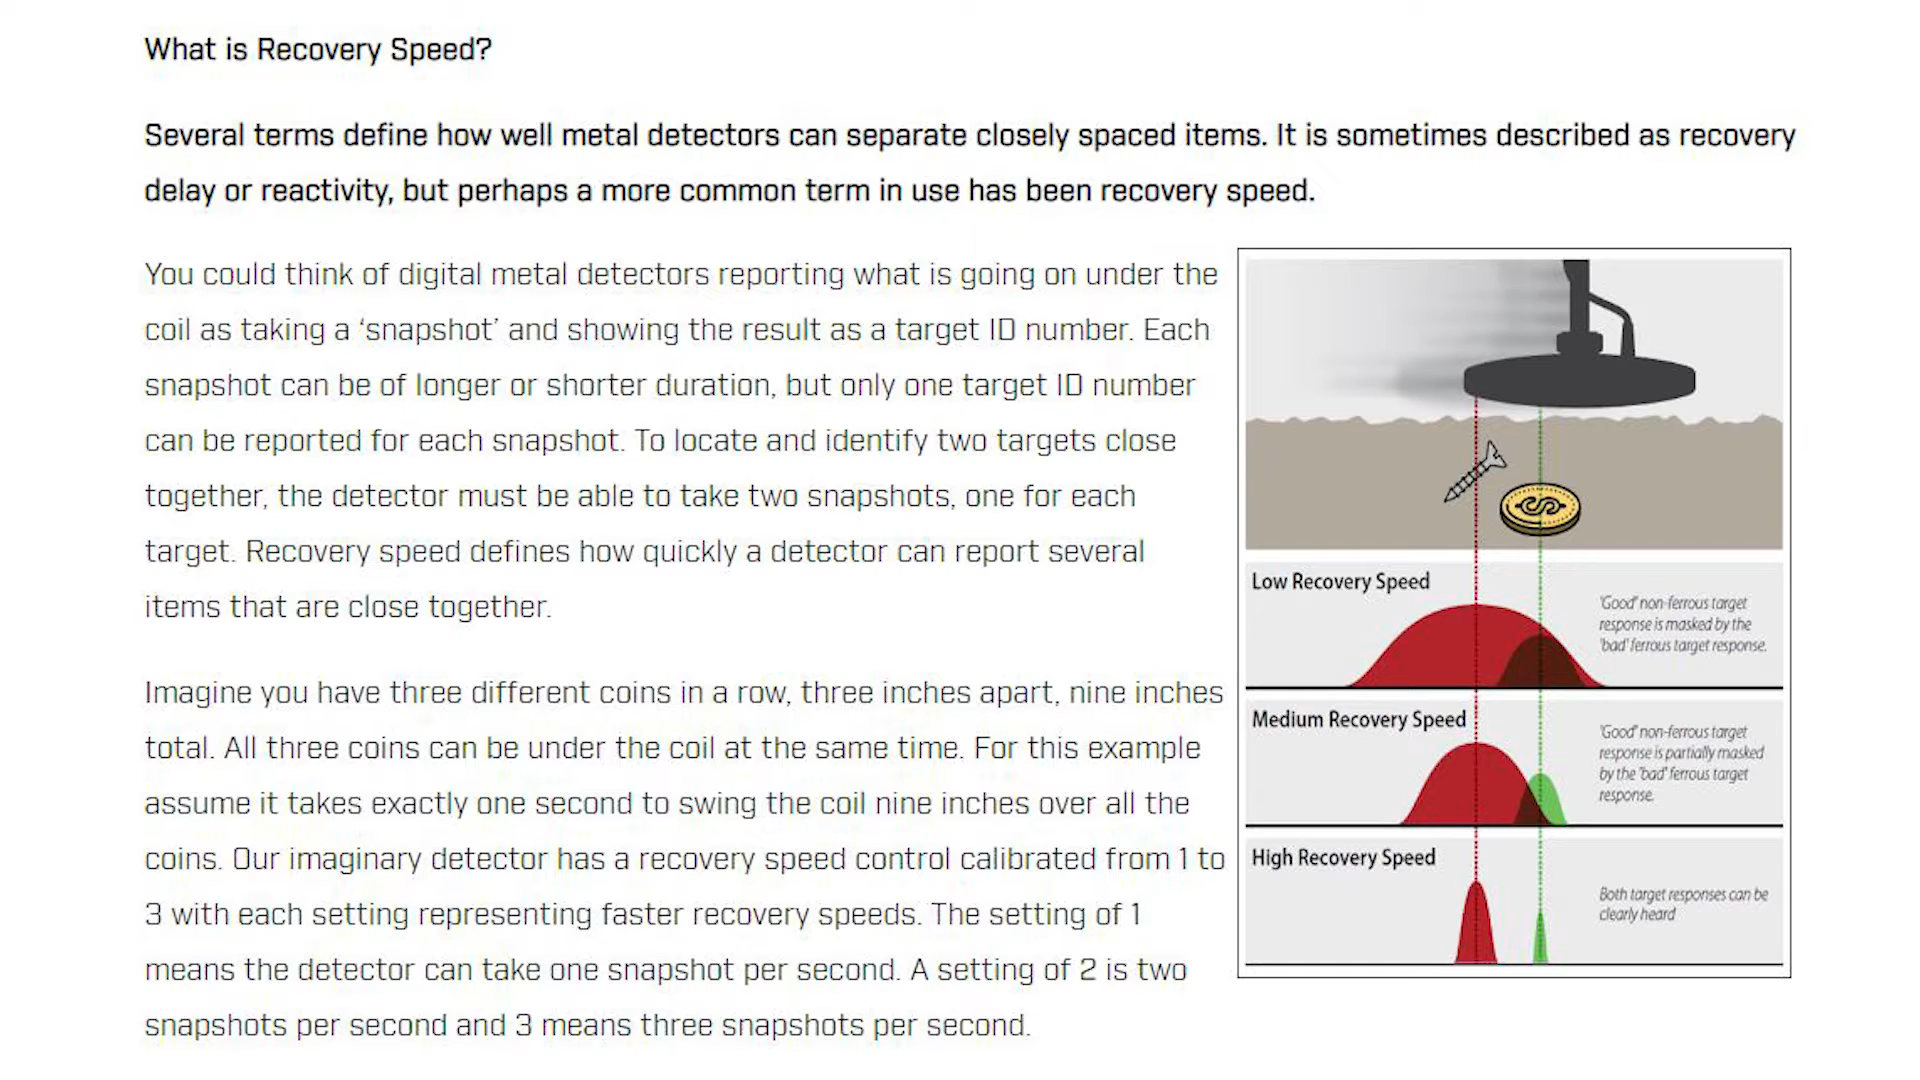 What is Recovery Speed?
Several terms define how well metal detectors can separate closely spaced items. It is sometimes described as recovery
delay or reactivity, but perhaps a more common term in use has been recovery speed.
You could think of digital metal detectors reporting what is going on under the
coil as taking a ‘snapshot’ and showing the result as a target ID number. Each
snapshot can be of longer or shorter duration, but only one target ID number
can be reported for each snapshot. To locate and identify two targets close
together, the detector must be able to take two snapshots, one for each
target. Recovery speed defines how quickly a detector can report several
items that are close together.
Imagine you have three different coins in a row, three inches apart, nine inches
total. All three coins can be under the coil at the same time. For this example
assume it takes exactly one second to swing the coil nine inches over all the
coins. Our imaginary detector has a recovery speed control calibrated from 1 to
3 with each setting representing faster recovery speeds. The setting of 1
means the detector can take one snapshot per second. A setting of 2 is two
snapshots per second and 3 means three snapshots per second.
Low Recovery Speed
'Good' non-ferrous target
response is masked by the
'bad' ferrous target response.
Medium Recovery Speed
'Good' non-ferrous target
response is partially masked
by the 'bad' ferrous target
response.
High Recovery Speed
Both target responses can be
clearly heard